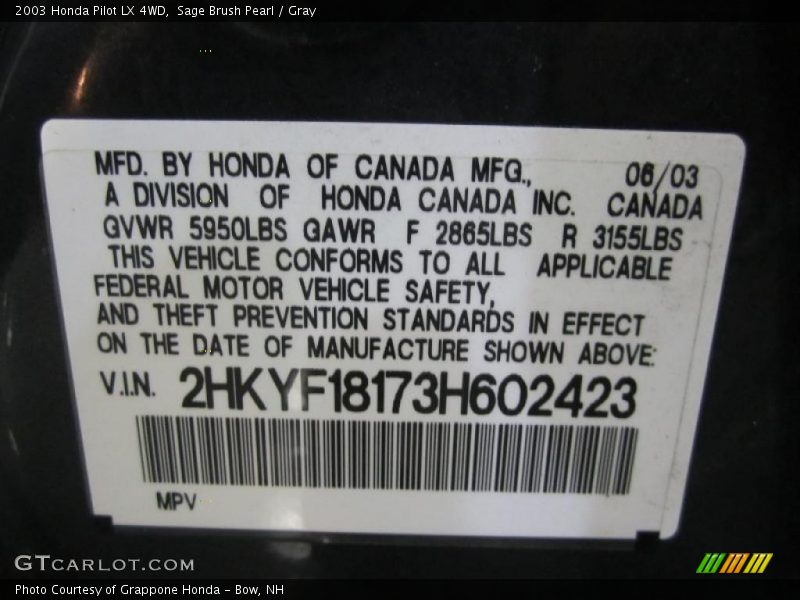 2003 Honda Pilot LX 4WD,  Sage Brush Pearl / Gray
MFD. BY HONDA OF CANADA MFG., 06/03
A DIVISION OF HONDA CANADA INC. CANADA
GVWR 5950LBS GAWR F 2865LBS R 3155LBS
THIS VEHICLE CONFORMS TO ALL APPLICABLE
FEDERAL MOTOR VEHICLE SAFETY,
AND THEFT PREVENTION STANDARDS IN EFFECT
ON THE DATE OF MANUFACTURE SHOWN ABOVE:
V.I.N. 2HKYF18173H602423
MPV
GTCARLOT.COM
Photo Courtesy of Grappone Honda - Bow, NH